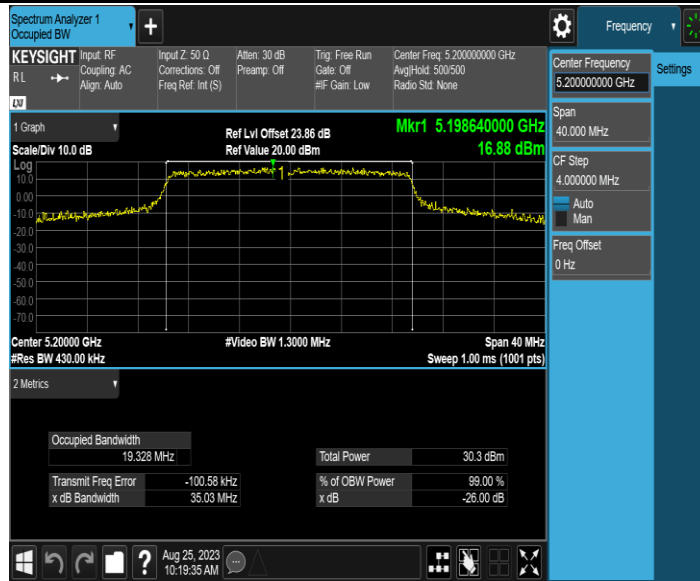 Spectrum Analyzer 1
Occupied BW
+
Frequency
KEYSIGHT
RL
LXI
Input: RF
Coupling: AC
Align: Auto
Input Z: 50 Ω
Corrections: Off
Freq Ref: Int (S)
Atten: 30 dB
Preamp: Off
Trig: Free Run
Gate: Off
#IF Gain: Low
Center Freq: 5.200000000 GHz
Avg|Hold: 500/500
Radio Std: None
Center Frequency
5.200000000 GHz
Settings
Span
40.000 MHz
CF Step
4.000000 MHz
Auto
Man
Freq Offset
0 Hz
1 Graph
Scale/Div 10.0 dB
Ref Lvl Offset 23.86 dB
Ref Value 20.00 dBm
Mkr1 5.198640000 GHz
16.88 dBm
Log
10.0
0.00
-10.0
-20.0
-30.0
-40.0
-50.0
-60.0
-70.0
1
Center 5.20000 GHz
#Res BW 430.00 kHz
#Video BW 1.3000 MHz
Span 40 MHz
Sweep 1.00 ms (1001 pts)
2 Metrics
Occupied Bandwidth
19.328 MHz
Total Power 30.3 dBm
Transmit Freq Error -100.58 kHz
% of OBW Power 99.00 %
x dB Bandwidth 35.03 MHz
x dB -26.00 dB
?
Aug 25, 2023
10:19:35 AM